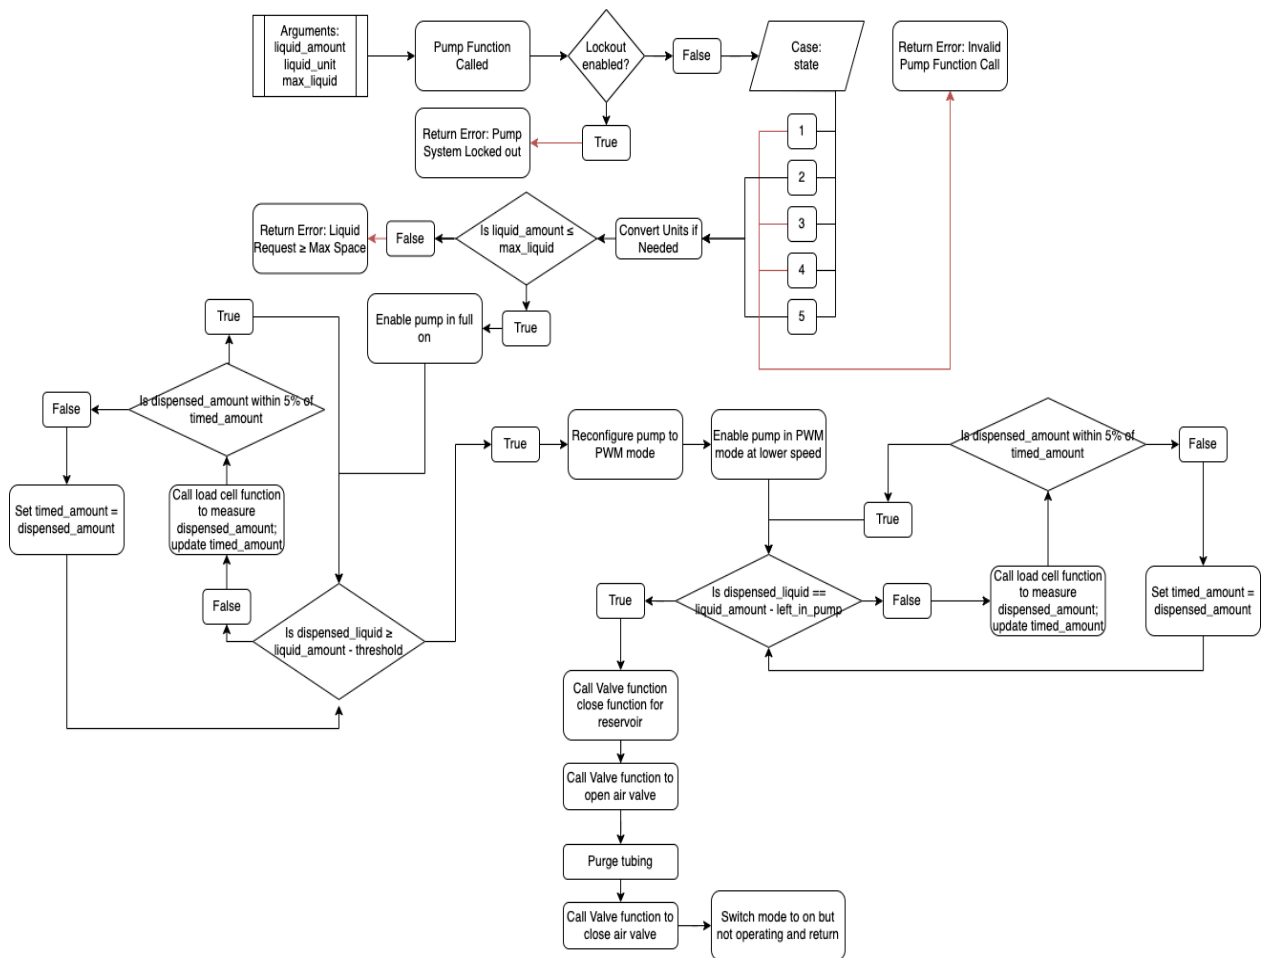 Arguments:
liquid_amount
liquid_unit
max_liquid
Pump Function
Called
Lockout
enabled?
False
Case:
state
Return Error: Invalid
Pump Function Call
True
Return Error: Pump
System Locked out
1
2
3
4
5
Convert Units if
Needed
Is liquid_amount ≤
max_liquid
False
Return Error: Liquid
Request ≥ Max Space
True
Enable pump in full
on
True
Is dispensed_amount within 5% of
timed_amount
False
Set timed_amount =
dispensed_amount
Call load cell function
to measure
dispensed_amount;
update timed_amount
False
Is dispensed_liquid ≥
liquid_amount - threshold
True
Reconfigure pump to
PWM mode
Enable pump in PWM
mode at lower speed
Is dispensed_amount within 5% of
timed_amount
False
True
Is dispensed_liquid ==
liquid_amount - left_in_pump
True
False
Call load cell function
to measure
dispensed_amount;
update timed_amount
Set timed_amount =
dispensed_amount
Call Valve function
close function for
reservoir
Call Valve function to
open air valve
Purge tubing
Call Valve function to
close air valve
Switch mode to on but
not operating and return